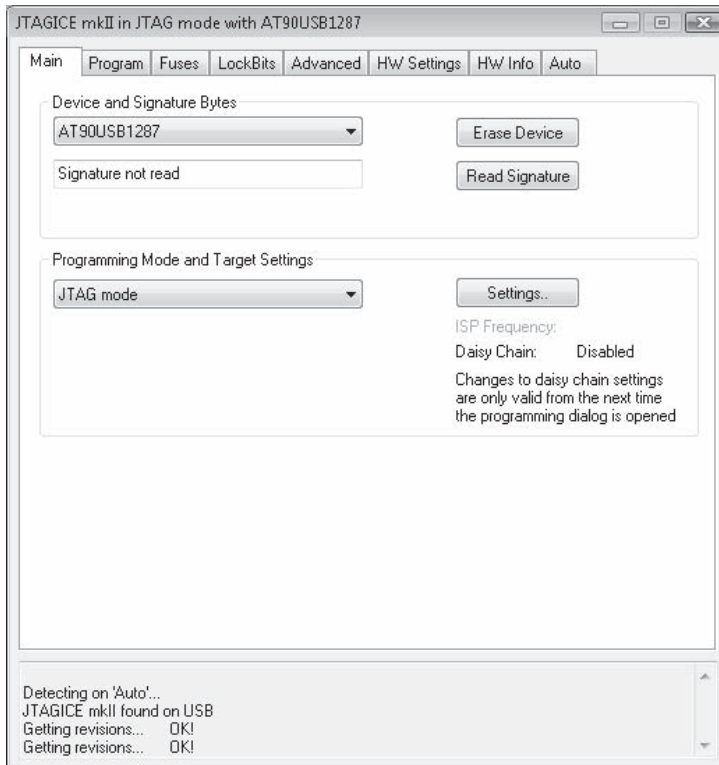 JTAGICE mkII in JTAG mode with AT90USB1287
Main Program Fuses LockBits Advanced HW Settings HW Info Auto
Device and Signature Bytes
AT90USB1287 Erase Device
Signature not read Read Signature
Programming Mode and Target Settings
JTAG mode Settings..
ISP Frequency:
Daisy Chain: Disabled
Changes to daisy chain settings
are only valid from the next time
the programming dialog is opened
Detecting on 'Auto'...
JTAGICE mkII found on USB
Getting revisions... OK!
Getting revisions... OK!